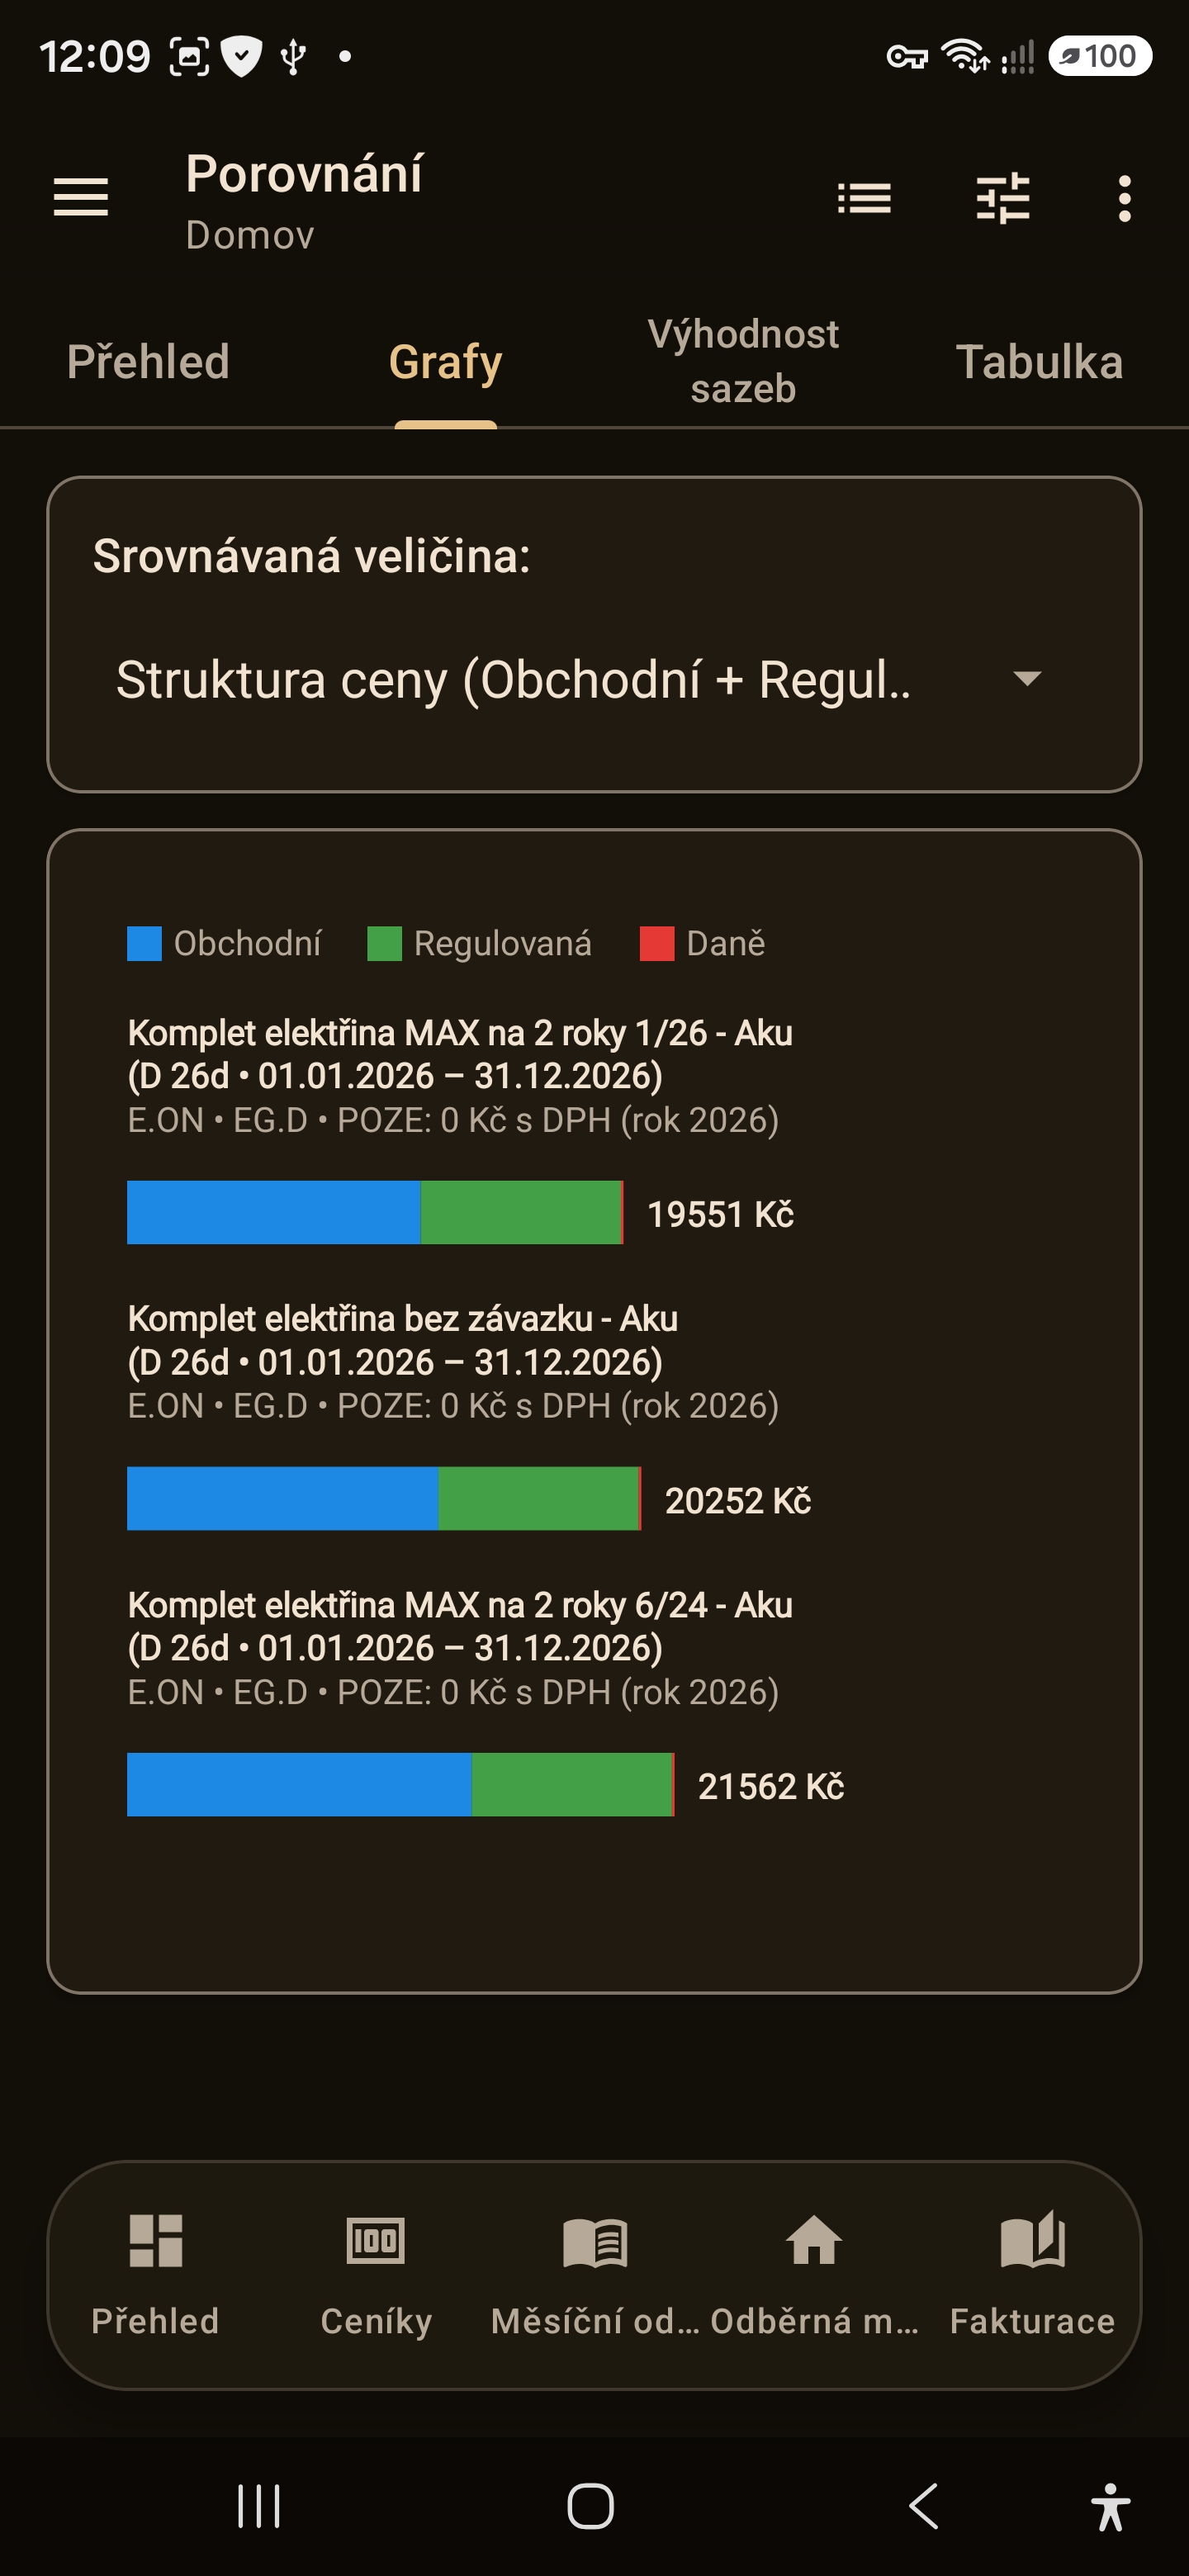 12:09
100
Porovnání
Domov
Přehled
Grafy
Výhodnost
sazeb
Tabulka
Srovnávaná veličina:
Struktura ceny (Obchodní + Regul..
Obchodní
Regulovaná
Daně
Komplet elektřina MAX na 2 roky 1/26 - Aku
(D 26d • 01.01.2026 – 31.12.2026)
E.ON • EG.D • POZE: 0 Kč s DPH (rok 2026)
19551 Kč
Komplet elektřina bez závazku - Aku
(D 26d • 01.01.2026 – 31.12.2026)
E.ON • EG.D • POZE: 0 Kč s DPH (rok 2026)
20252 Kč
Komplet elektřina MAX na 2 roky 6/24 - Aku
(D 26d • 01.01.2026 – 31.12.2026)
E.ON • EG.D • POZE: 0 Kč s DPH (rok 2026)
21562 Kč
100
Přehled
Ceníky
Měsíční od...
Odběrná m...
Fakturace